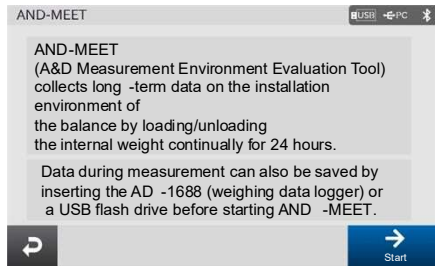 AND-MEET
USB PC
AND-MEET
(A&D Measurement Environment Evaluation Tool)
collects long -term data on the installation
environment of
the balance by loading/unloading
the internal weight continually for 24 hours.
Data during measurement can also be saved by
inserting the AD -1688 (weighing data logger) or
a USB flash drive before starting AND -MEET.
Start